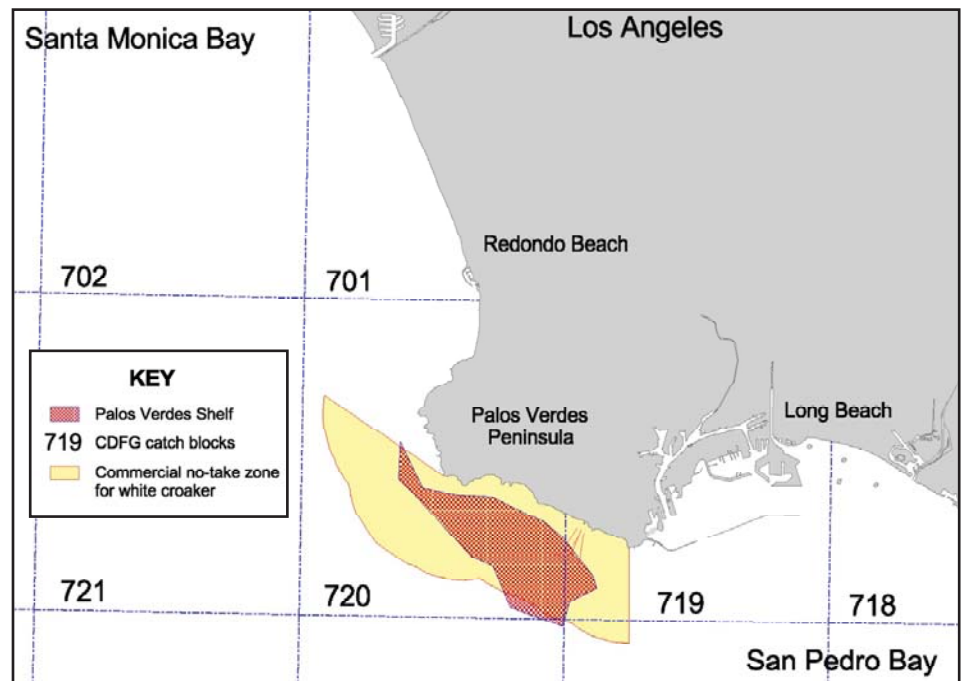 Santa Monica Bay
Los Angeles
Redondo Beach
702
701
KEY
Palos Verdes Shelf
719 CDFG catch blocks
Commercial no-take zone
for white croaker
Palos Verdes
Peninsula
Long Beach
721
720
719
718
San Pedro Bay